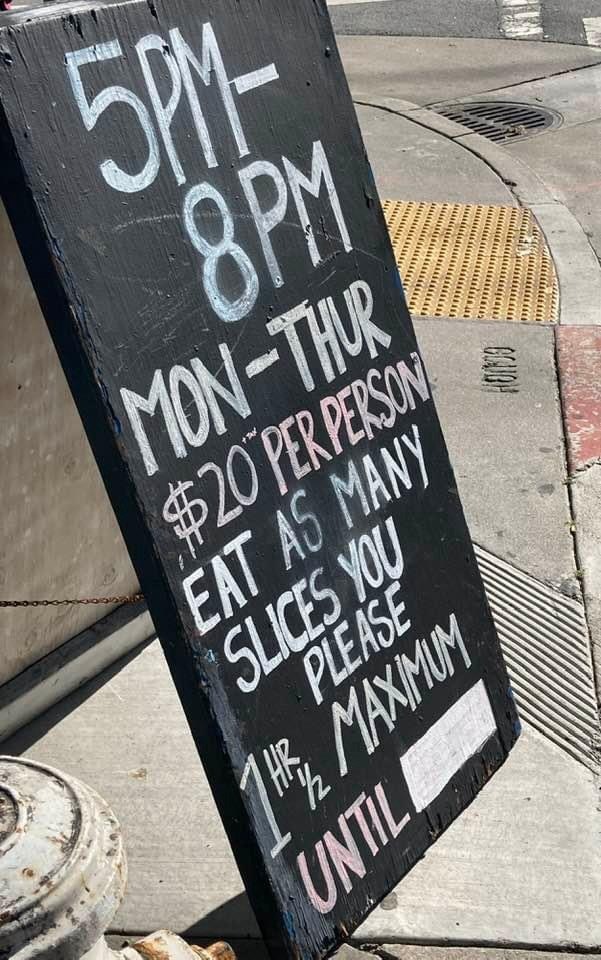 5PM-
8PM
MON-THUR
$20 +TAX PER PERSON
EAT AS MANY
SLICES YOU
PLEASE
1 HR 1/2 MAXIMUM
UNTIL